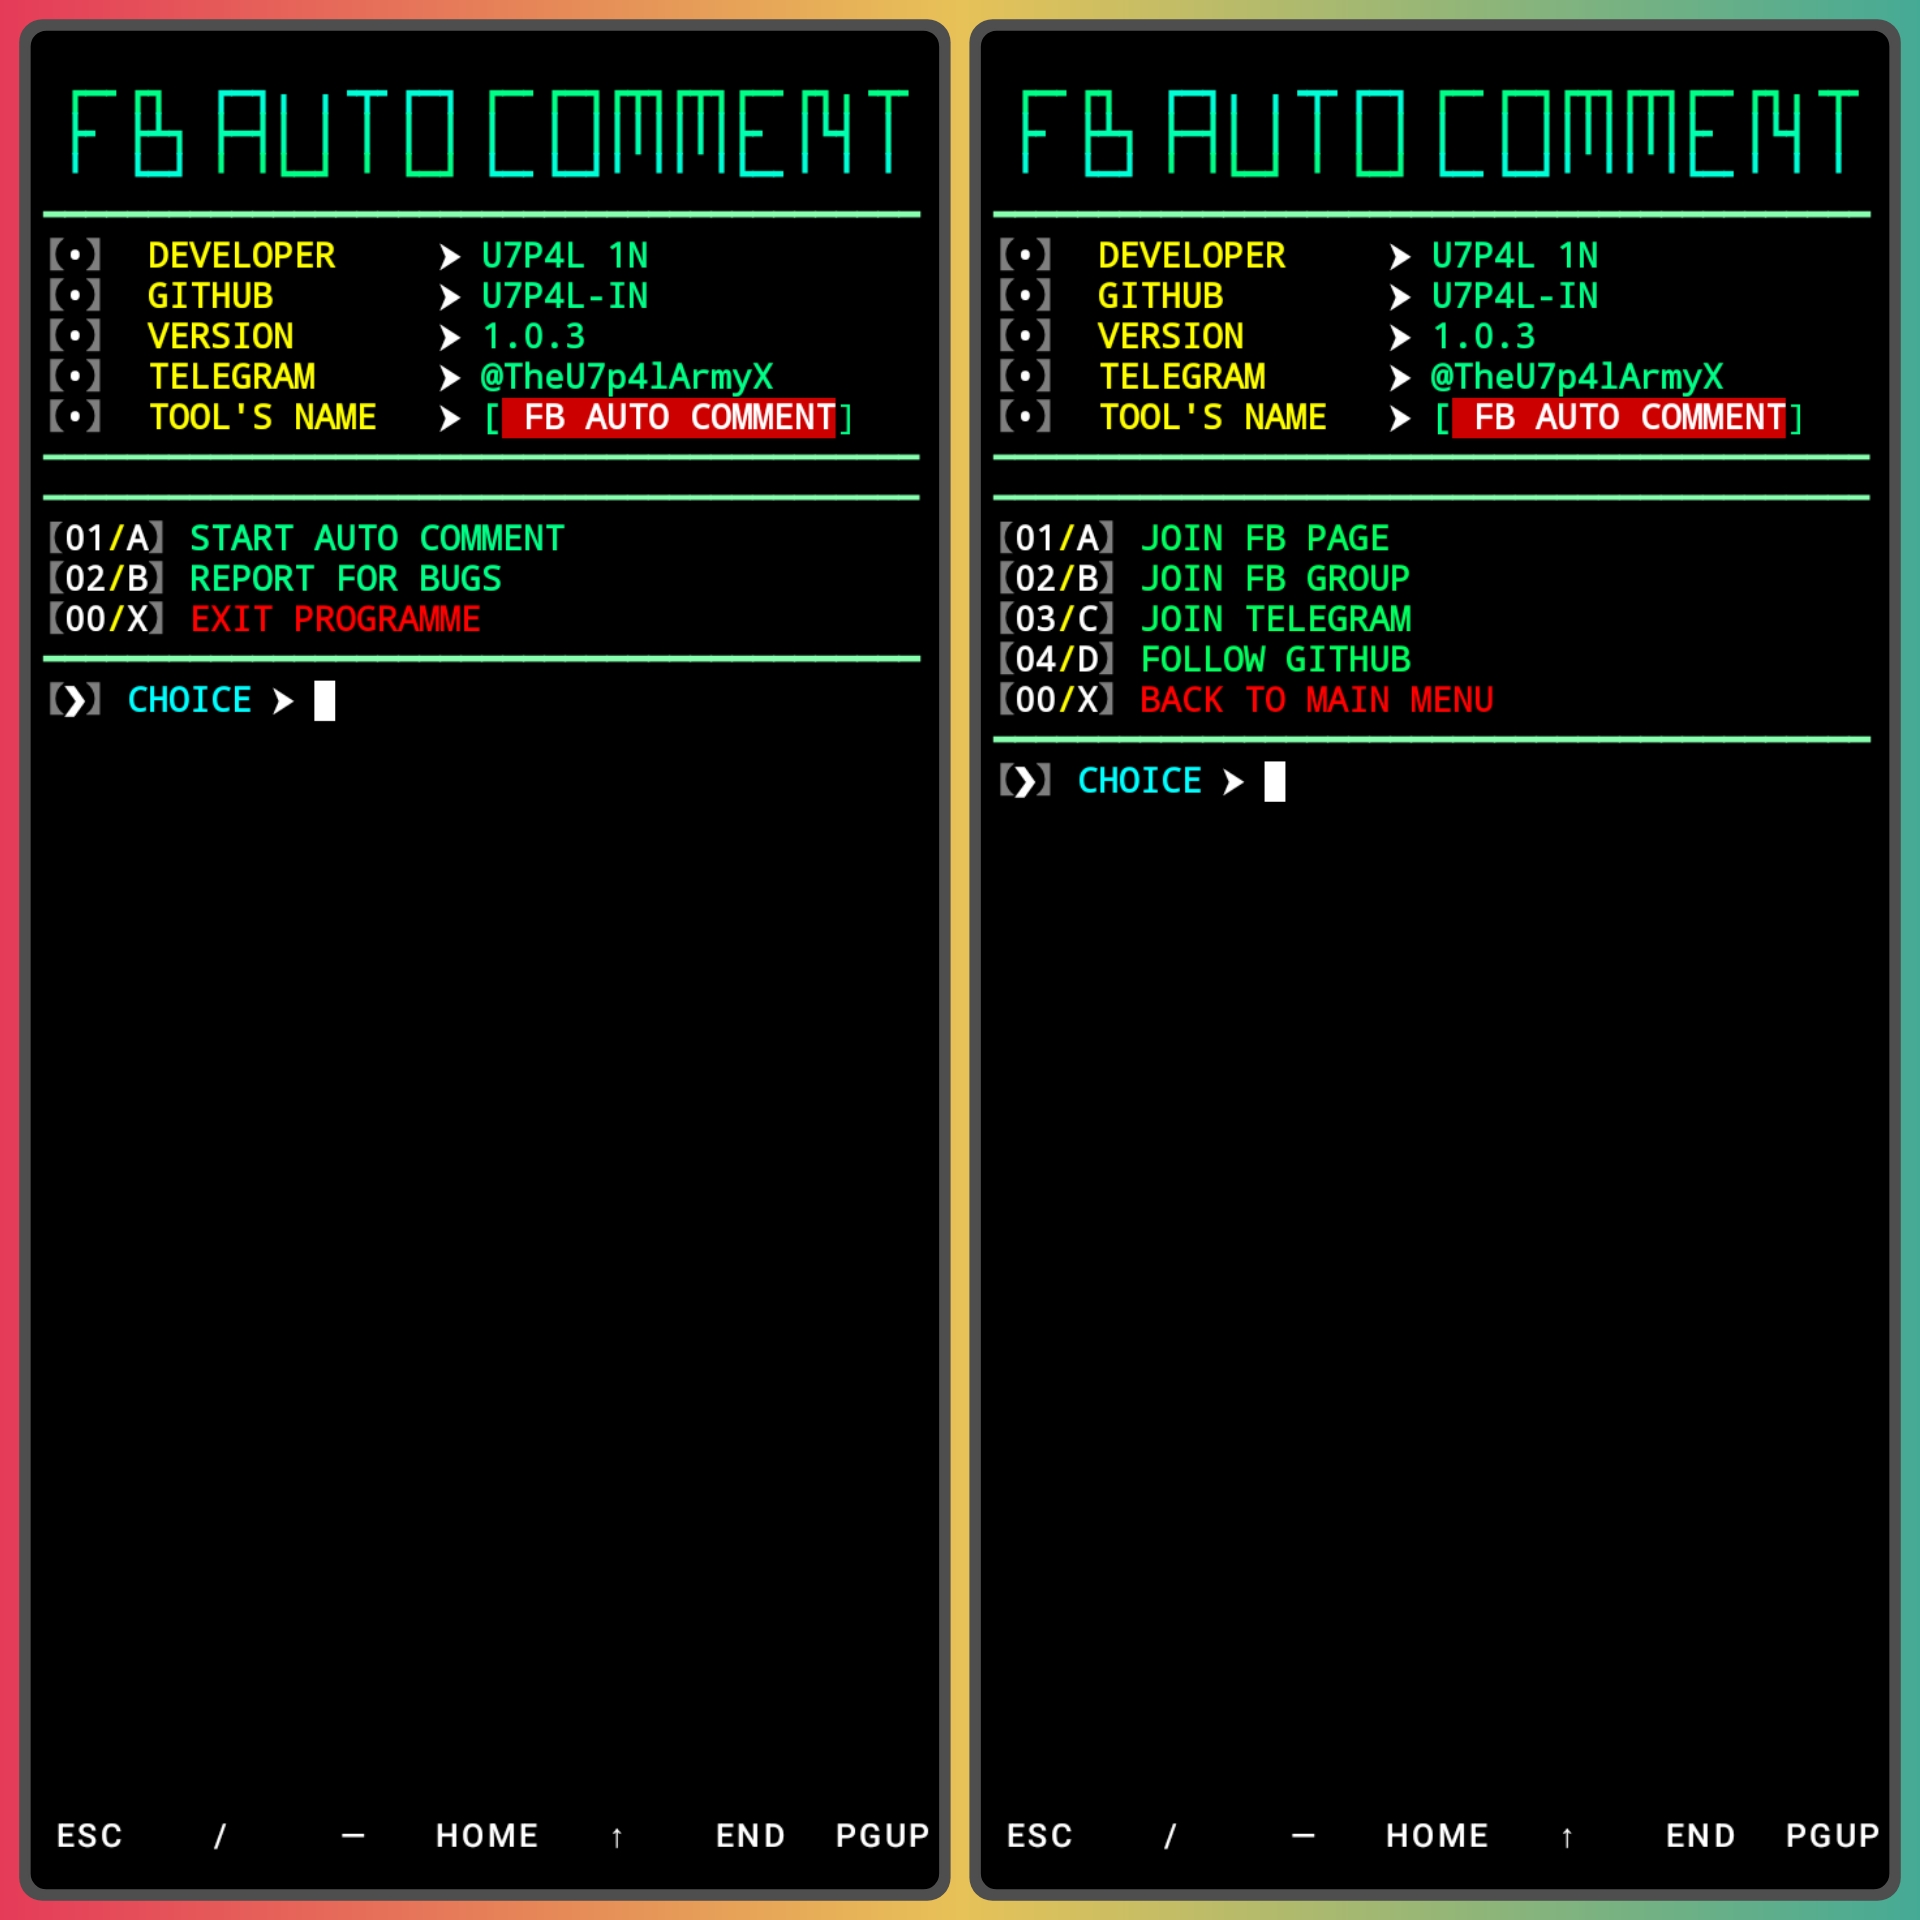 FB AUTO COMMENT
[•] DEVELOPER ➤ U7P4L 1N
[•] GITHUB ➤ U7P4L-IN
[•] VERSION ➤ 1.0.3
[•] TELEGRAM ➤ @TheU7p4lArmyX
[•] TOOL'S NAME ➤ [ FB AUTO COMMENT]
[01/A] START AUTO COMMENT
[02/B] REPORT FOR BUGS
[00/X] EXIT PROGRAMME
[❯] CHOICE ➤
ESC / — HOME ↑ END PGUP
FB AUTO COMMENT
[•] DEVELOPER ➤ U7P4L 1N
[•] GITHUB ➤ U7P4L-IN
[•] VERSION ➤ 1.0.3
[•] TELEGRAM ➤ @TheU7p4lArmyX
[•] TOOL'S NAME ➤ [ FB AUTO COMMENT]
[01/A] JOIN FB PAGE
[02/B] JOIN FB GROUP
[03/C] JOIN TELEGRAM
[04/D] FOLLOW GITHUB
[00/X] BACK TO MAIN MENU
[❯] CHOICE ➤
ESC / — HOME ↑ END PGUP